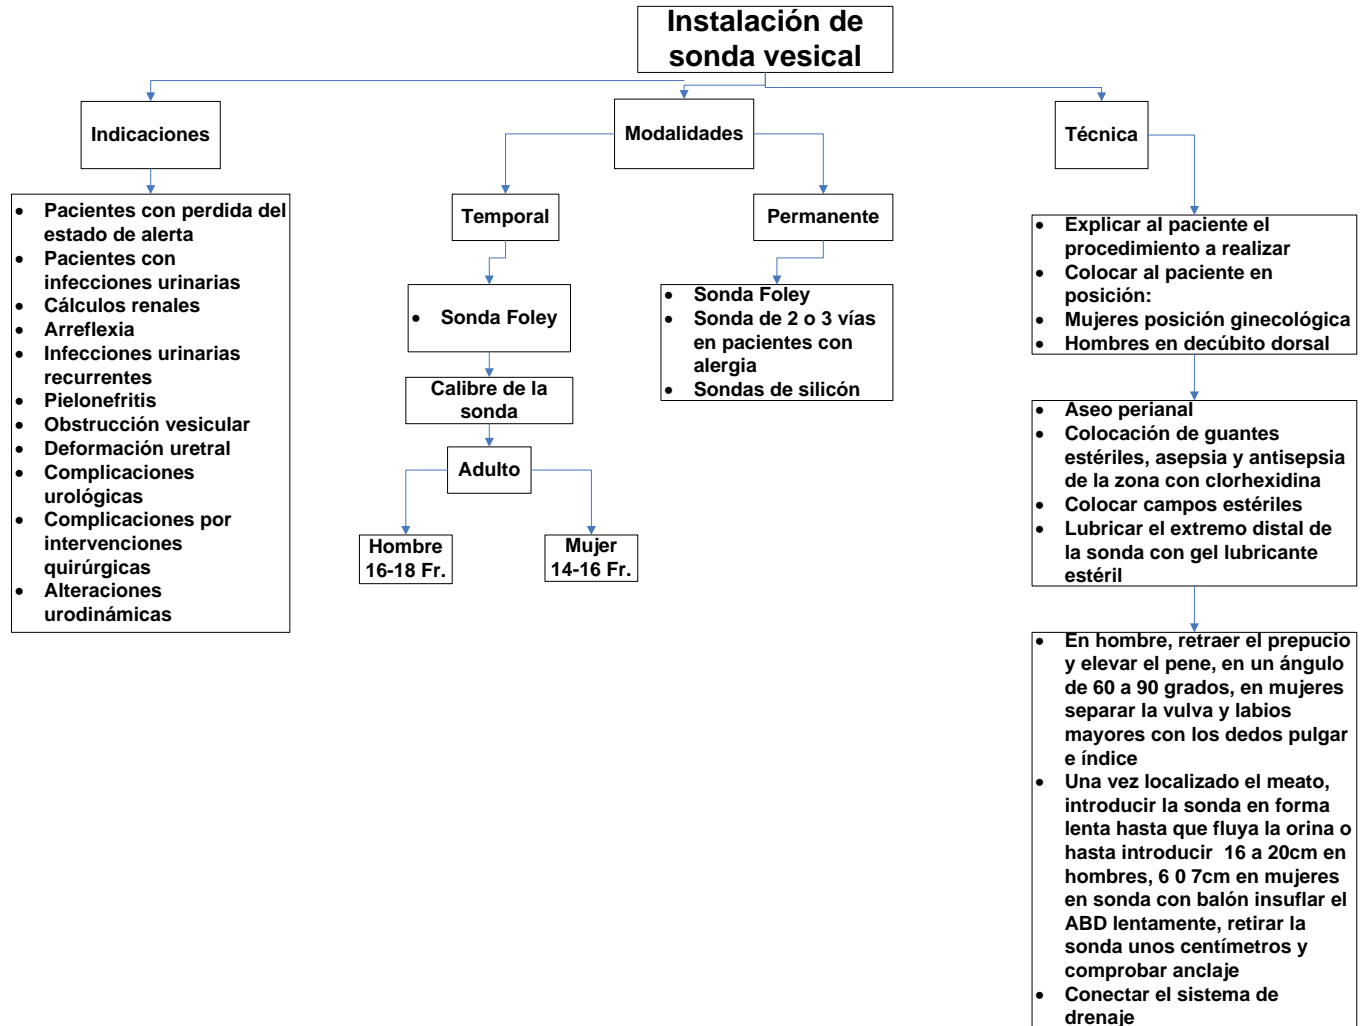 Instalación de
sonda vesical
Indicaciones
Modalidades
Técnica
• Pacientes con perdida del
estado de alerta
• Pacientes con
infecciones urinarias
• Cálculos renales
• Arreflexia
• Infecciones urinarias
recurrentes
• Pielonefritis
• Obstrucción vesicular
• Deformación uretral
• Complicaciones
urológicas
• Complicaciones por
intervenciones
quirúrgicas
• Alteraciones
urodinámicas
Temporal
Permanente
• Sonda Foley
Calibre de la
sonda
Adulto
Hombre
16-18 Fr.
Mujer
14-16 Fr.
• Sonda Foley
• Sonda de 2 o 3 vías
en pacientes con
alergia
• Sondas de silicón
• Explicar al paciente el
procedimiento a realizar
• Colocar al paciente en
posición:
• Mujeres posición ginecológica
• Hombres en decúbito dorsal
• Aseo perianal
• Colocación de guantes
estériles, asepsia y antisepsia
de la zona con clorhexidina
• Colocar campos estériles
• Lubricar el extremo distal de
la sonda con gel lubricante
estéril
• En hombre, retraer el prepucio
y elevar el pene, en un ángulo
de 60 a 90 grados, en mujeres
separar la vulva y labios
mayores con los dedos pulgar
e índice
• Una vez localizado el meato,
introducir la sonda en forma
lenta hasta que fluya la orina o
hasta introducir 16 a 20cm en
hombres, 6 0 7cm en mujeres
en sonda con balón insuflar el
ABD lentamente, retirar la
sonda unos centímetros y
comprobar anclaje
• Conectar el sistema de
drenaje